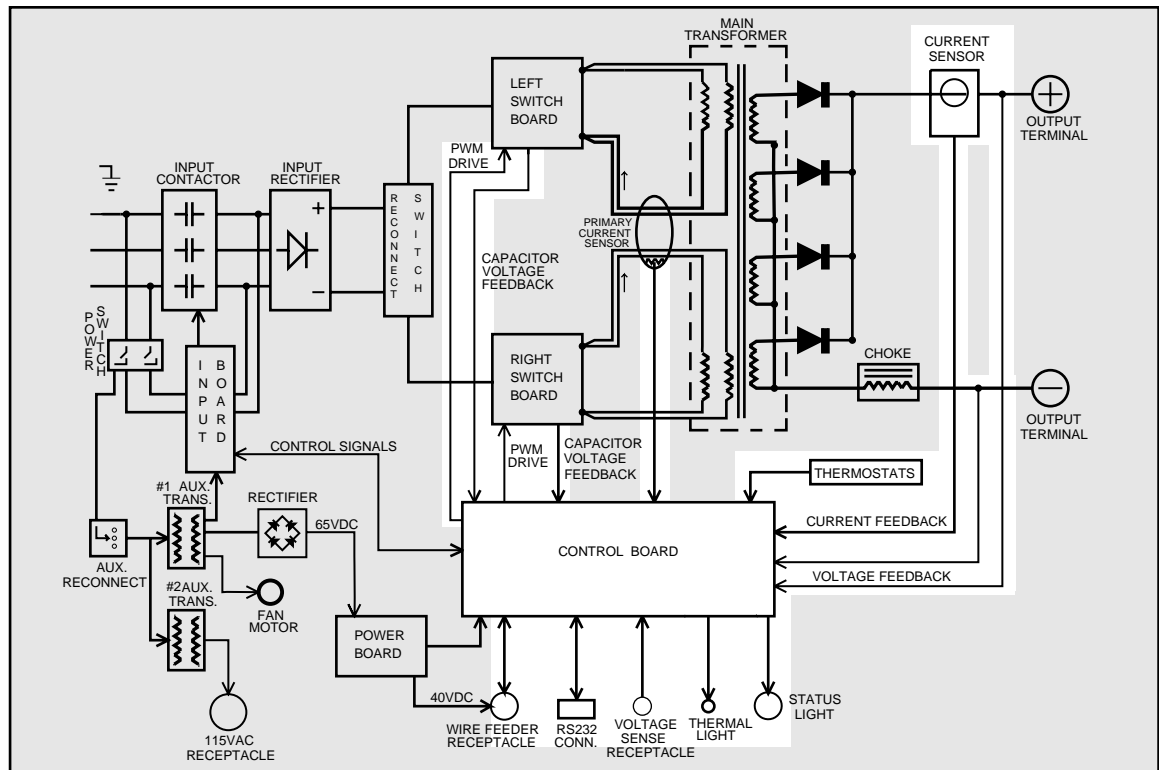 MAIN
TRANSFORMER
CURRENT
SENSOR
LEFT
SWITCH
BOARD
+
OUTPUT
TERMINAL
PWM
DRIVE
INPUT
CONTACTOR
INPUT
RECTIFIER
+
−
RECONNECT
SWITCH
PRIMARY
CURRENT
SENSOR
CAPACITOR
VOLTAGE
FEEDBACK
POWER
SWITCH
INPUT
BOARD
RIGHT
SWITCH
BOARD
CHOKE
−
OUTPUT
TERMINAL
CONTROL SIGNALS
PWM
DRIVE
CAPACITOR
VOLTAGE
FEEDBACK
THERMOSTATS
#1 AUX.
TRANS.
RECTIFIER
65VDC
CURRENT FEEDBACK
CONTROL BOARD
AUX.
RECONNECT
VOLTAGE FEEDBACK
#2 AUX.
TRANS.
FAN
MOTOR
POWER
BOARD
40VDC
WIRE FEEDER
RECEPTACLE
RS232
CONN.
VOLTAGE
SENSE
RECEPTACLE
THERMAL
LIGHT
STATUS
LIGHT
115VAC
RECEPTACLE